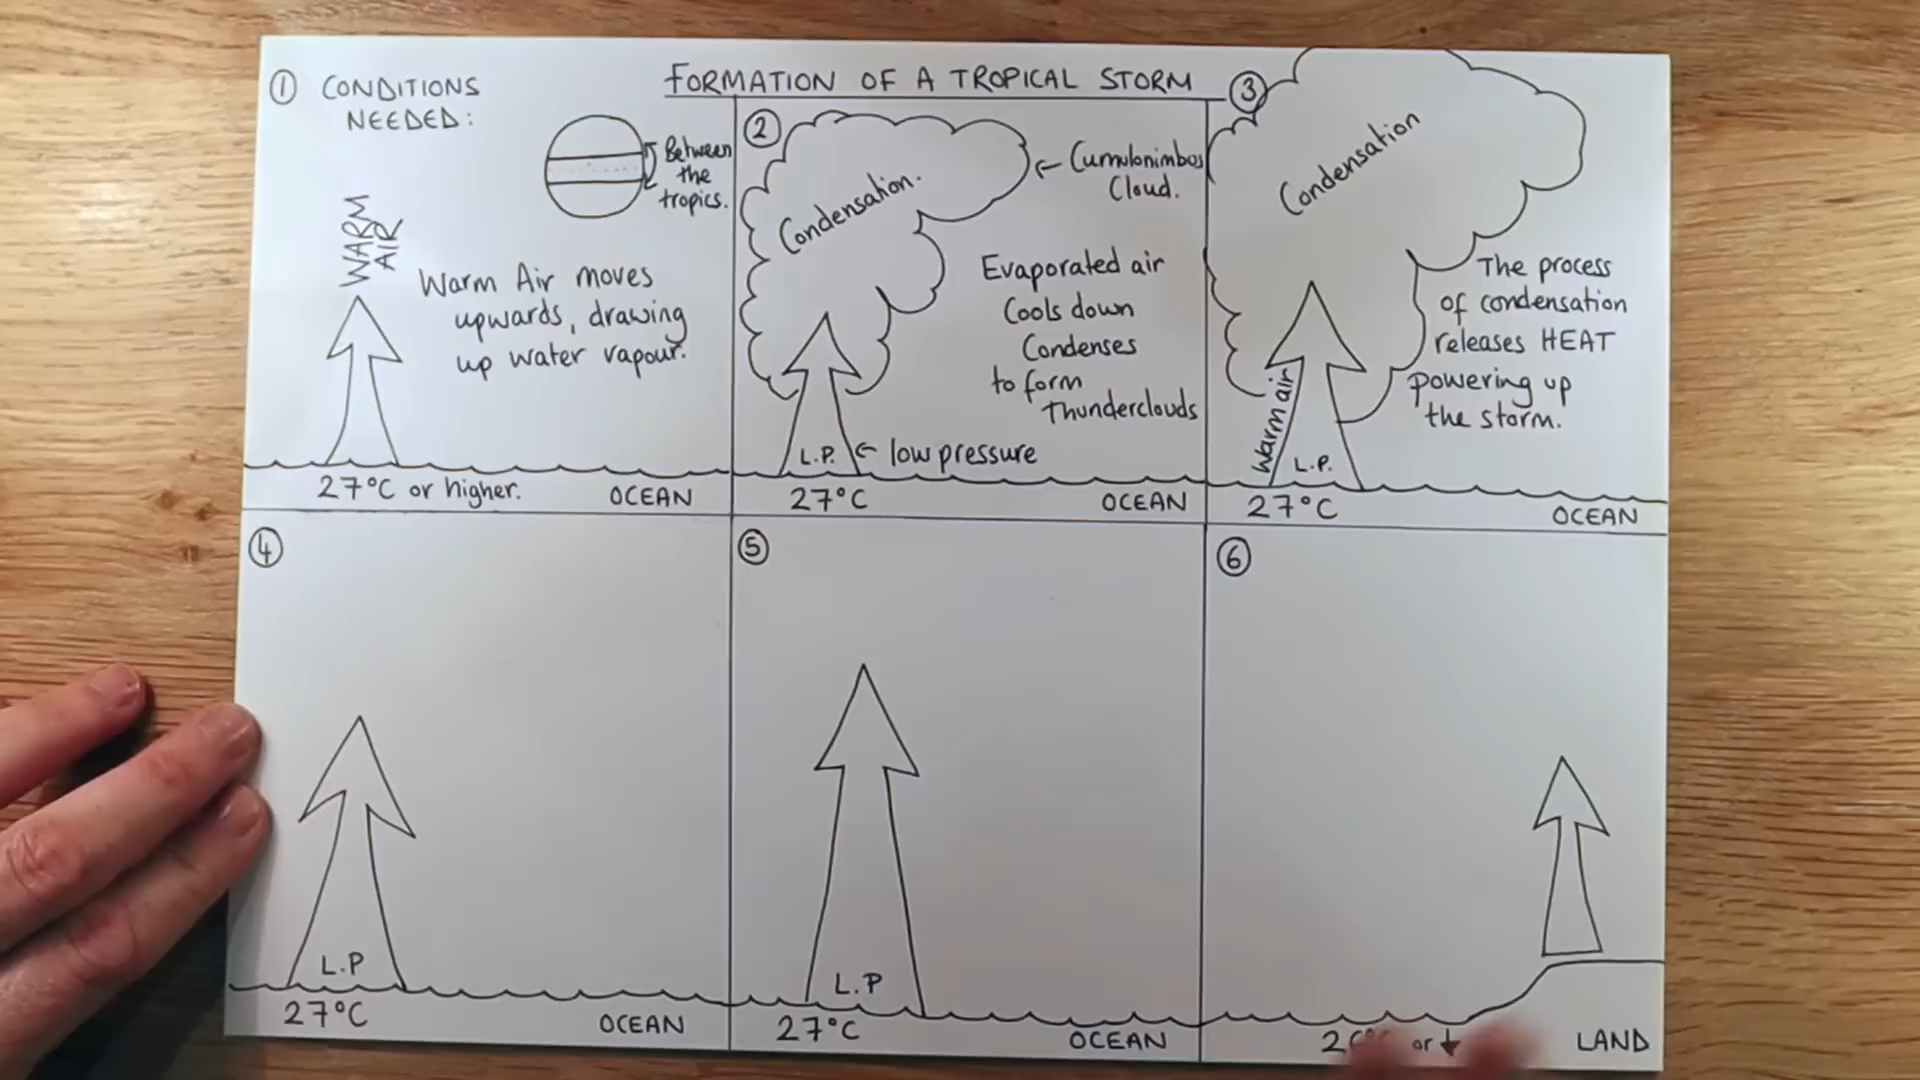 FORMATION OF A TROPICAL STORM
① CONDITIONS
NEEDED:
Between
the
tropics.
WARM
AIR
Warm Air moves
upwards, drawing
up water vapour.
27°C or higher.
OCEAN
②
Condensation.
Cumulonimbus
Cloud.
Evaporated air
Cools down
Condenses
to form
Thunderclouds
L.P.
low pressure
27°C
OCEAN
③
Condensation
The process
of condensation
releases HEAT
powering up
the storm.
Warm air
L.P.
27°C
OCEAN
④
L.P
27°C
OCEAN
⑤
L.P
27°C
OCEAN
⑥
or ↓
LAND